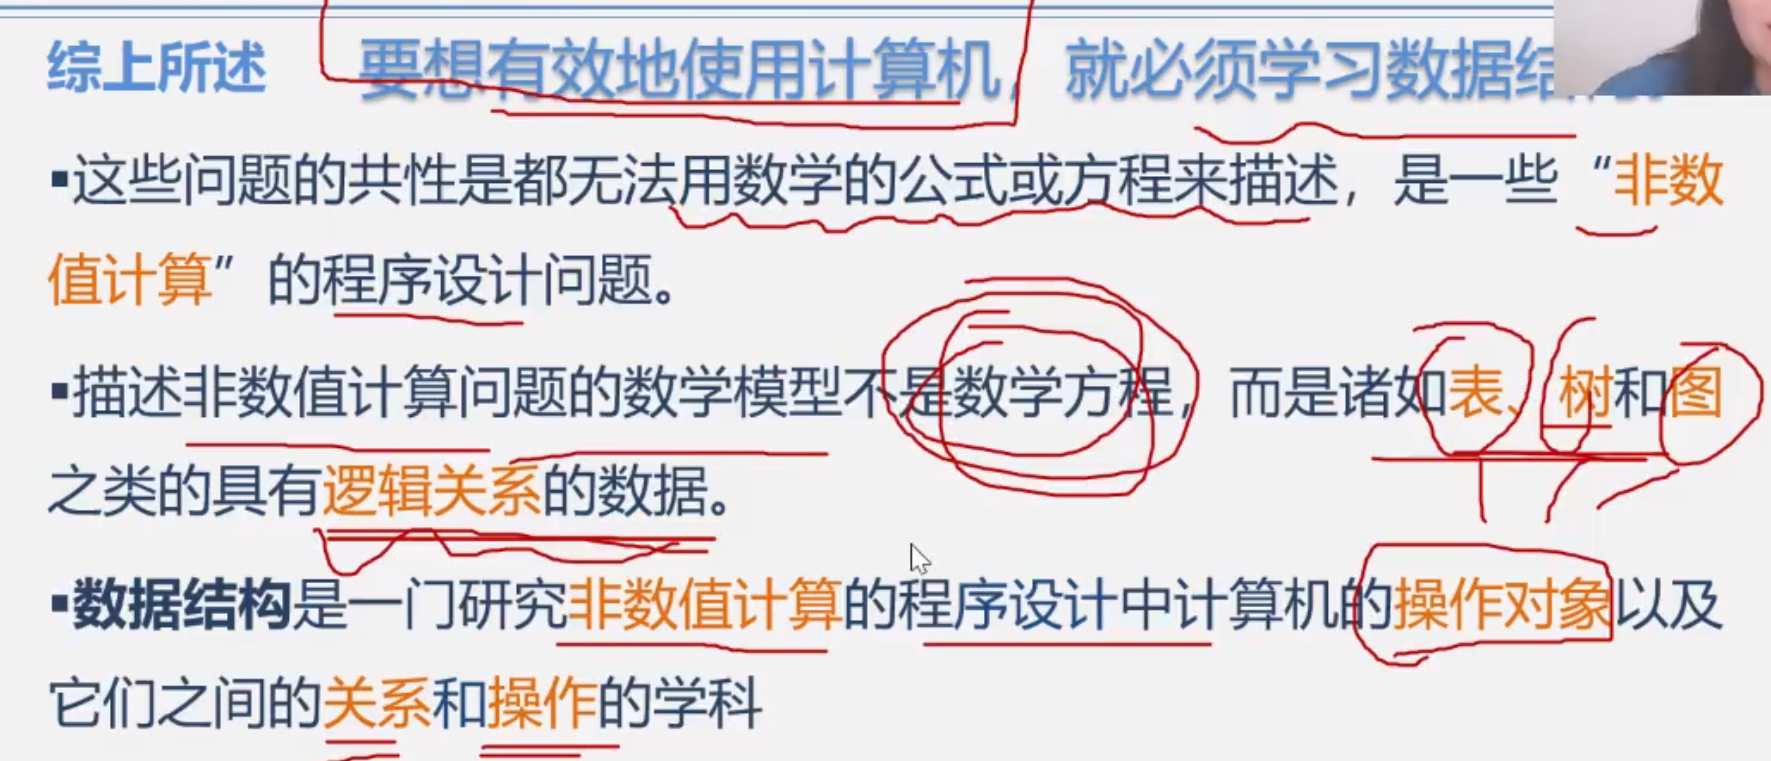 综上所述 要想有效地使用计算机，就必须学习数据结
▪这些问题的共性是都无法用数学的公式或方程来描述，是一些“非数
值计算”的程序设计问题。
▪描述非数值计算问题的数学模型不是数学方程，而是诸如表、树和图
之类的具有逻辑关系的数据。
▪数据结构是一门研究非数值计算的程序设计中计算机的操作对象以及
它们之间的关系和操作的学科